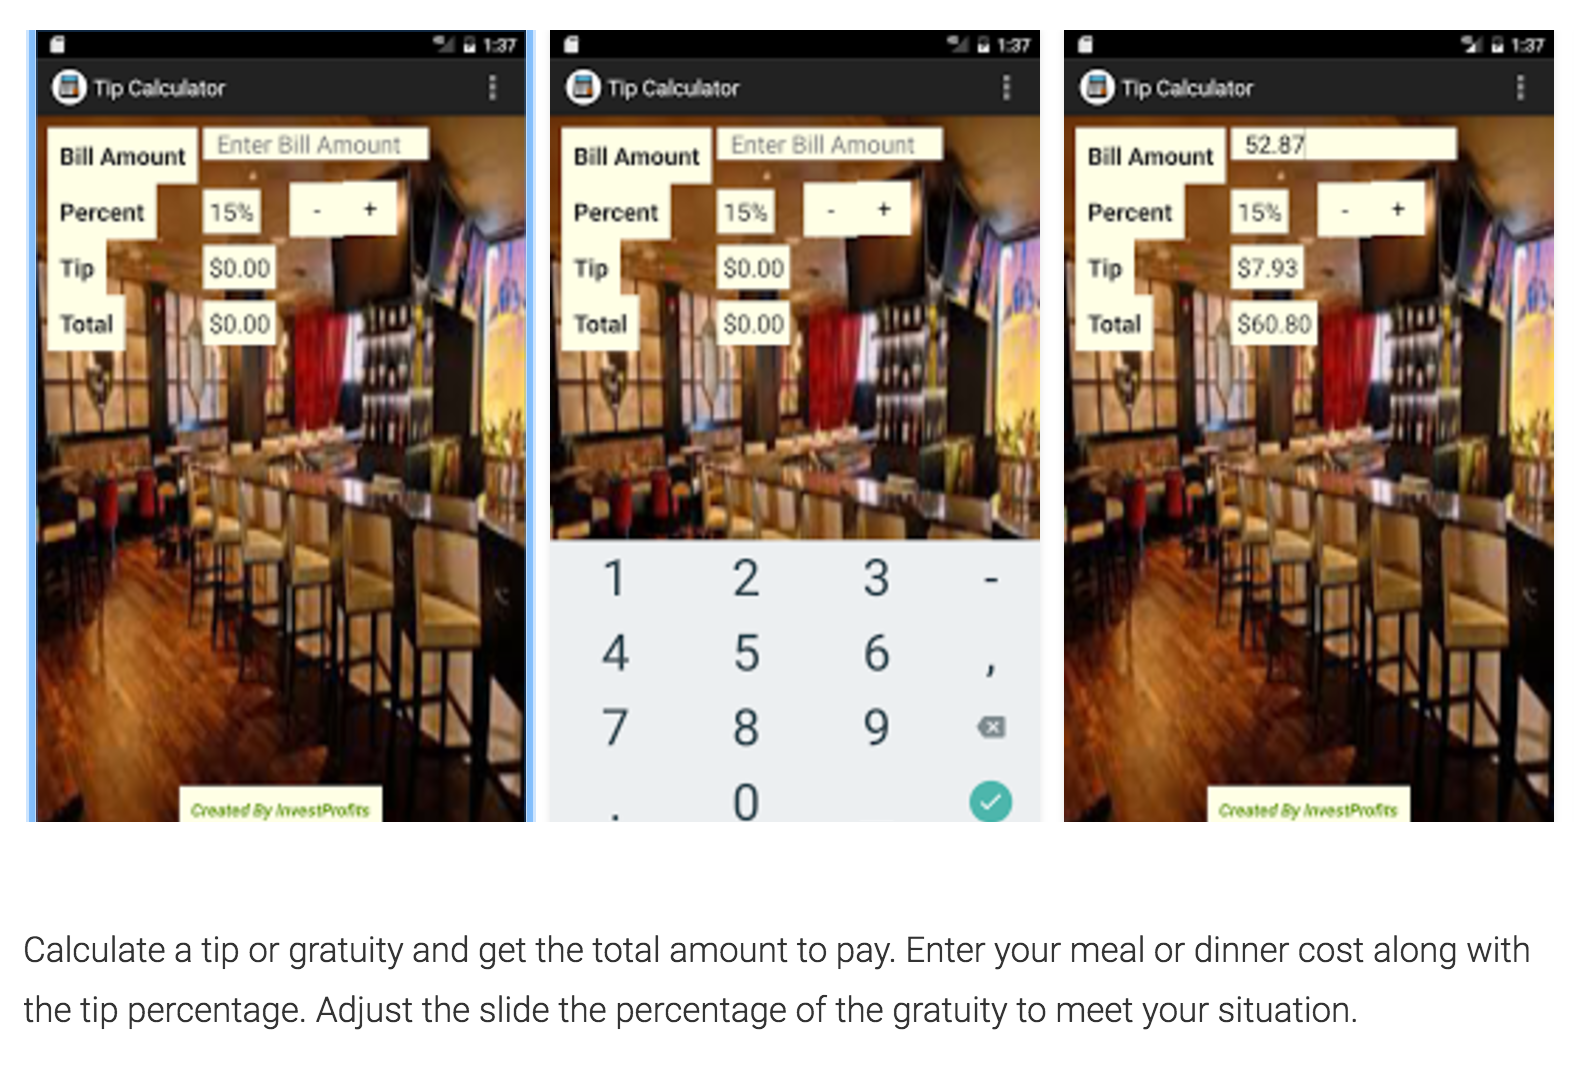 1:37
Tip Calculator
Bill Amount Enter Bill Amount
Percent 15% - +
Tip $0.00
Total $0.00
Created By InvestProfits
1:37
Tip Calculator
Bill Amount Enter Bill Amount
Percent 15% - +
Tip $0.00
Total $0.00
1 2 3 -
4 5 6 ,
7 8 9
. 0
1:37
Tip Calculator
Bill Amount 52.87
Percent 15% - +
Tip $7.93
Total $60.80
Created By InvestProfits
Calculate a tip or gratuity and get the total amount to pay. Enter your meal or dinner cost along with
the tip percentage. Adjust the slide the percentage of the gratuity to meet your situation.